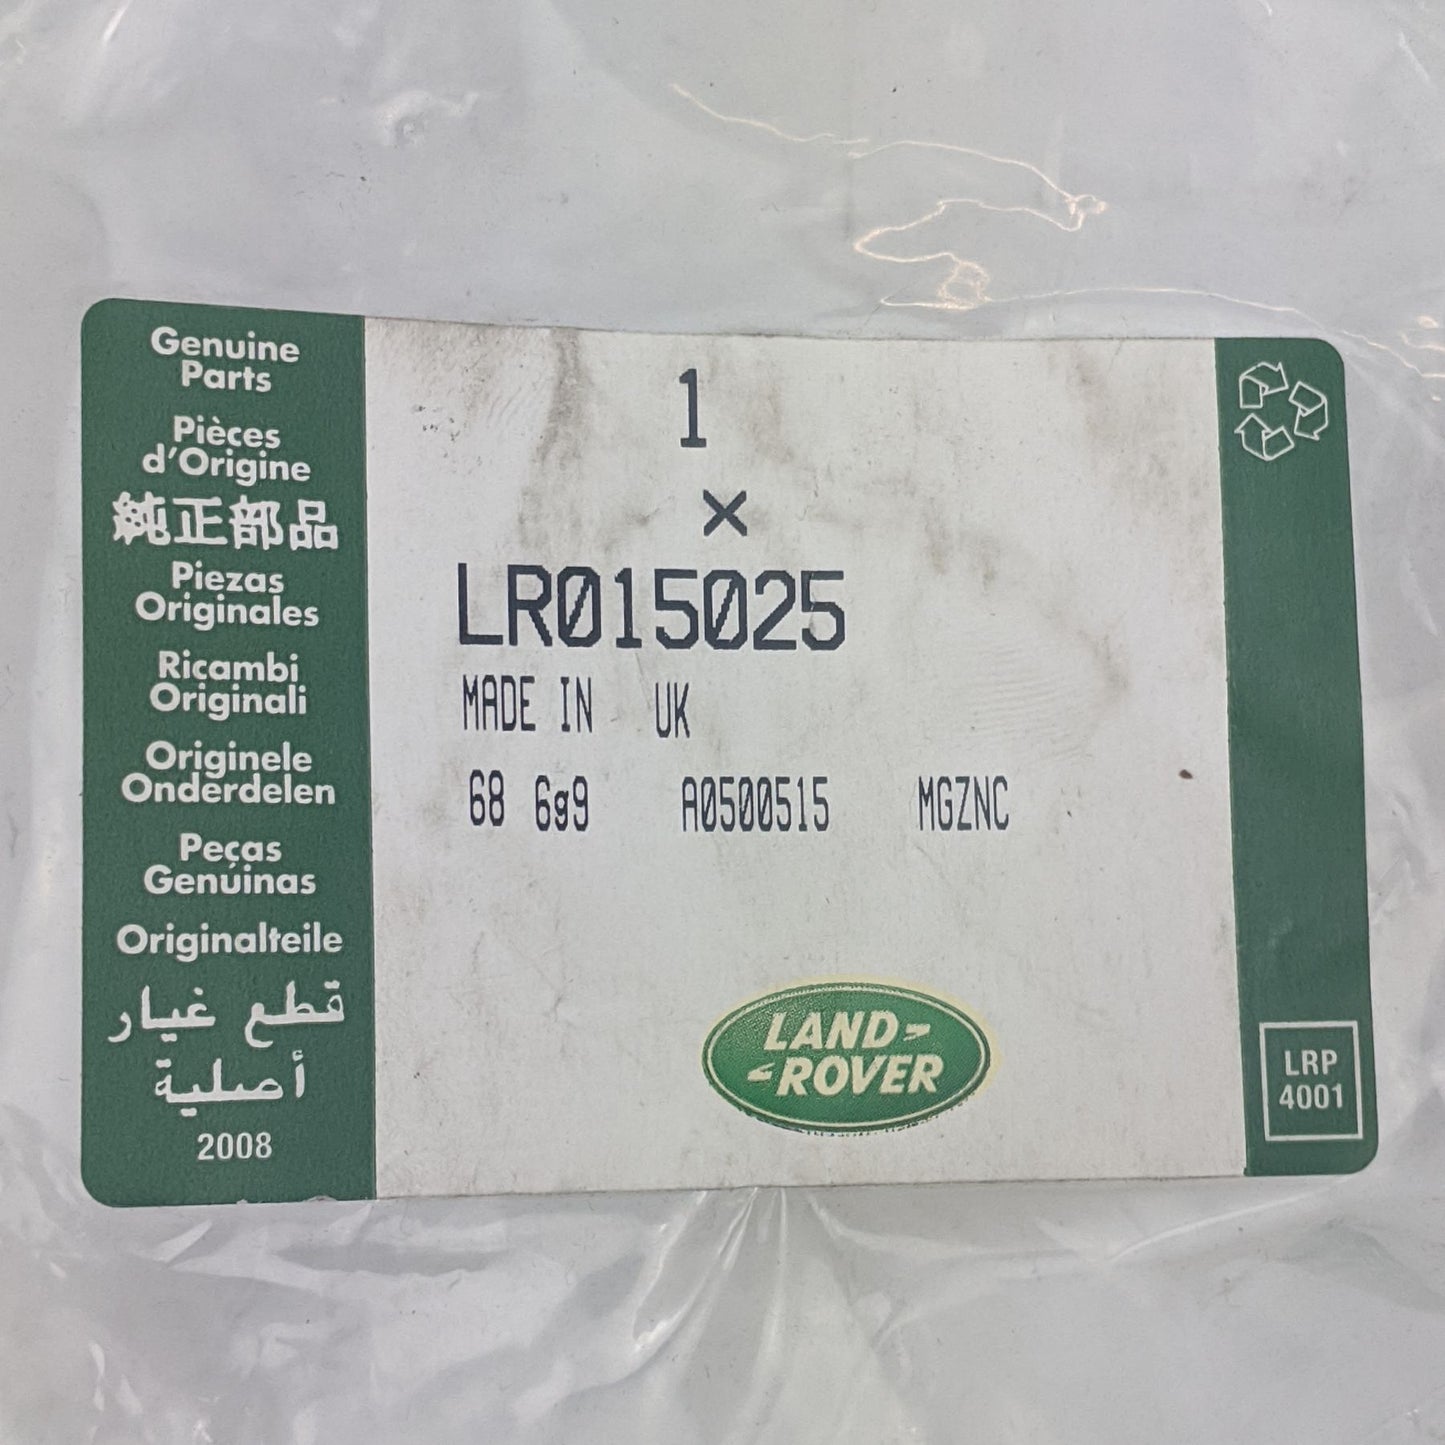 Genuine
Parts
Pièces
d'Origine
純正部品
Piezas
Originales
Ricambi
Originali
Originele
Onderdelen
Peças
Genúinas
Originalteile
قطع غيار
أصلية
2008
1
×
LR015025
MADE IN UK
68 6g9 A0500515 MGZNC
LAND-
-ROVER
LRP
4001